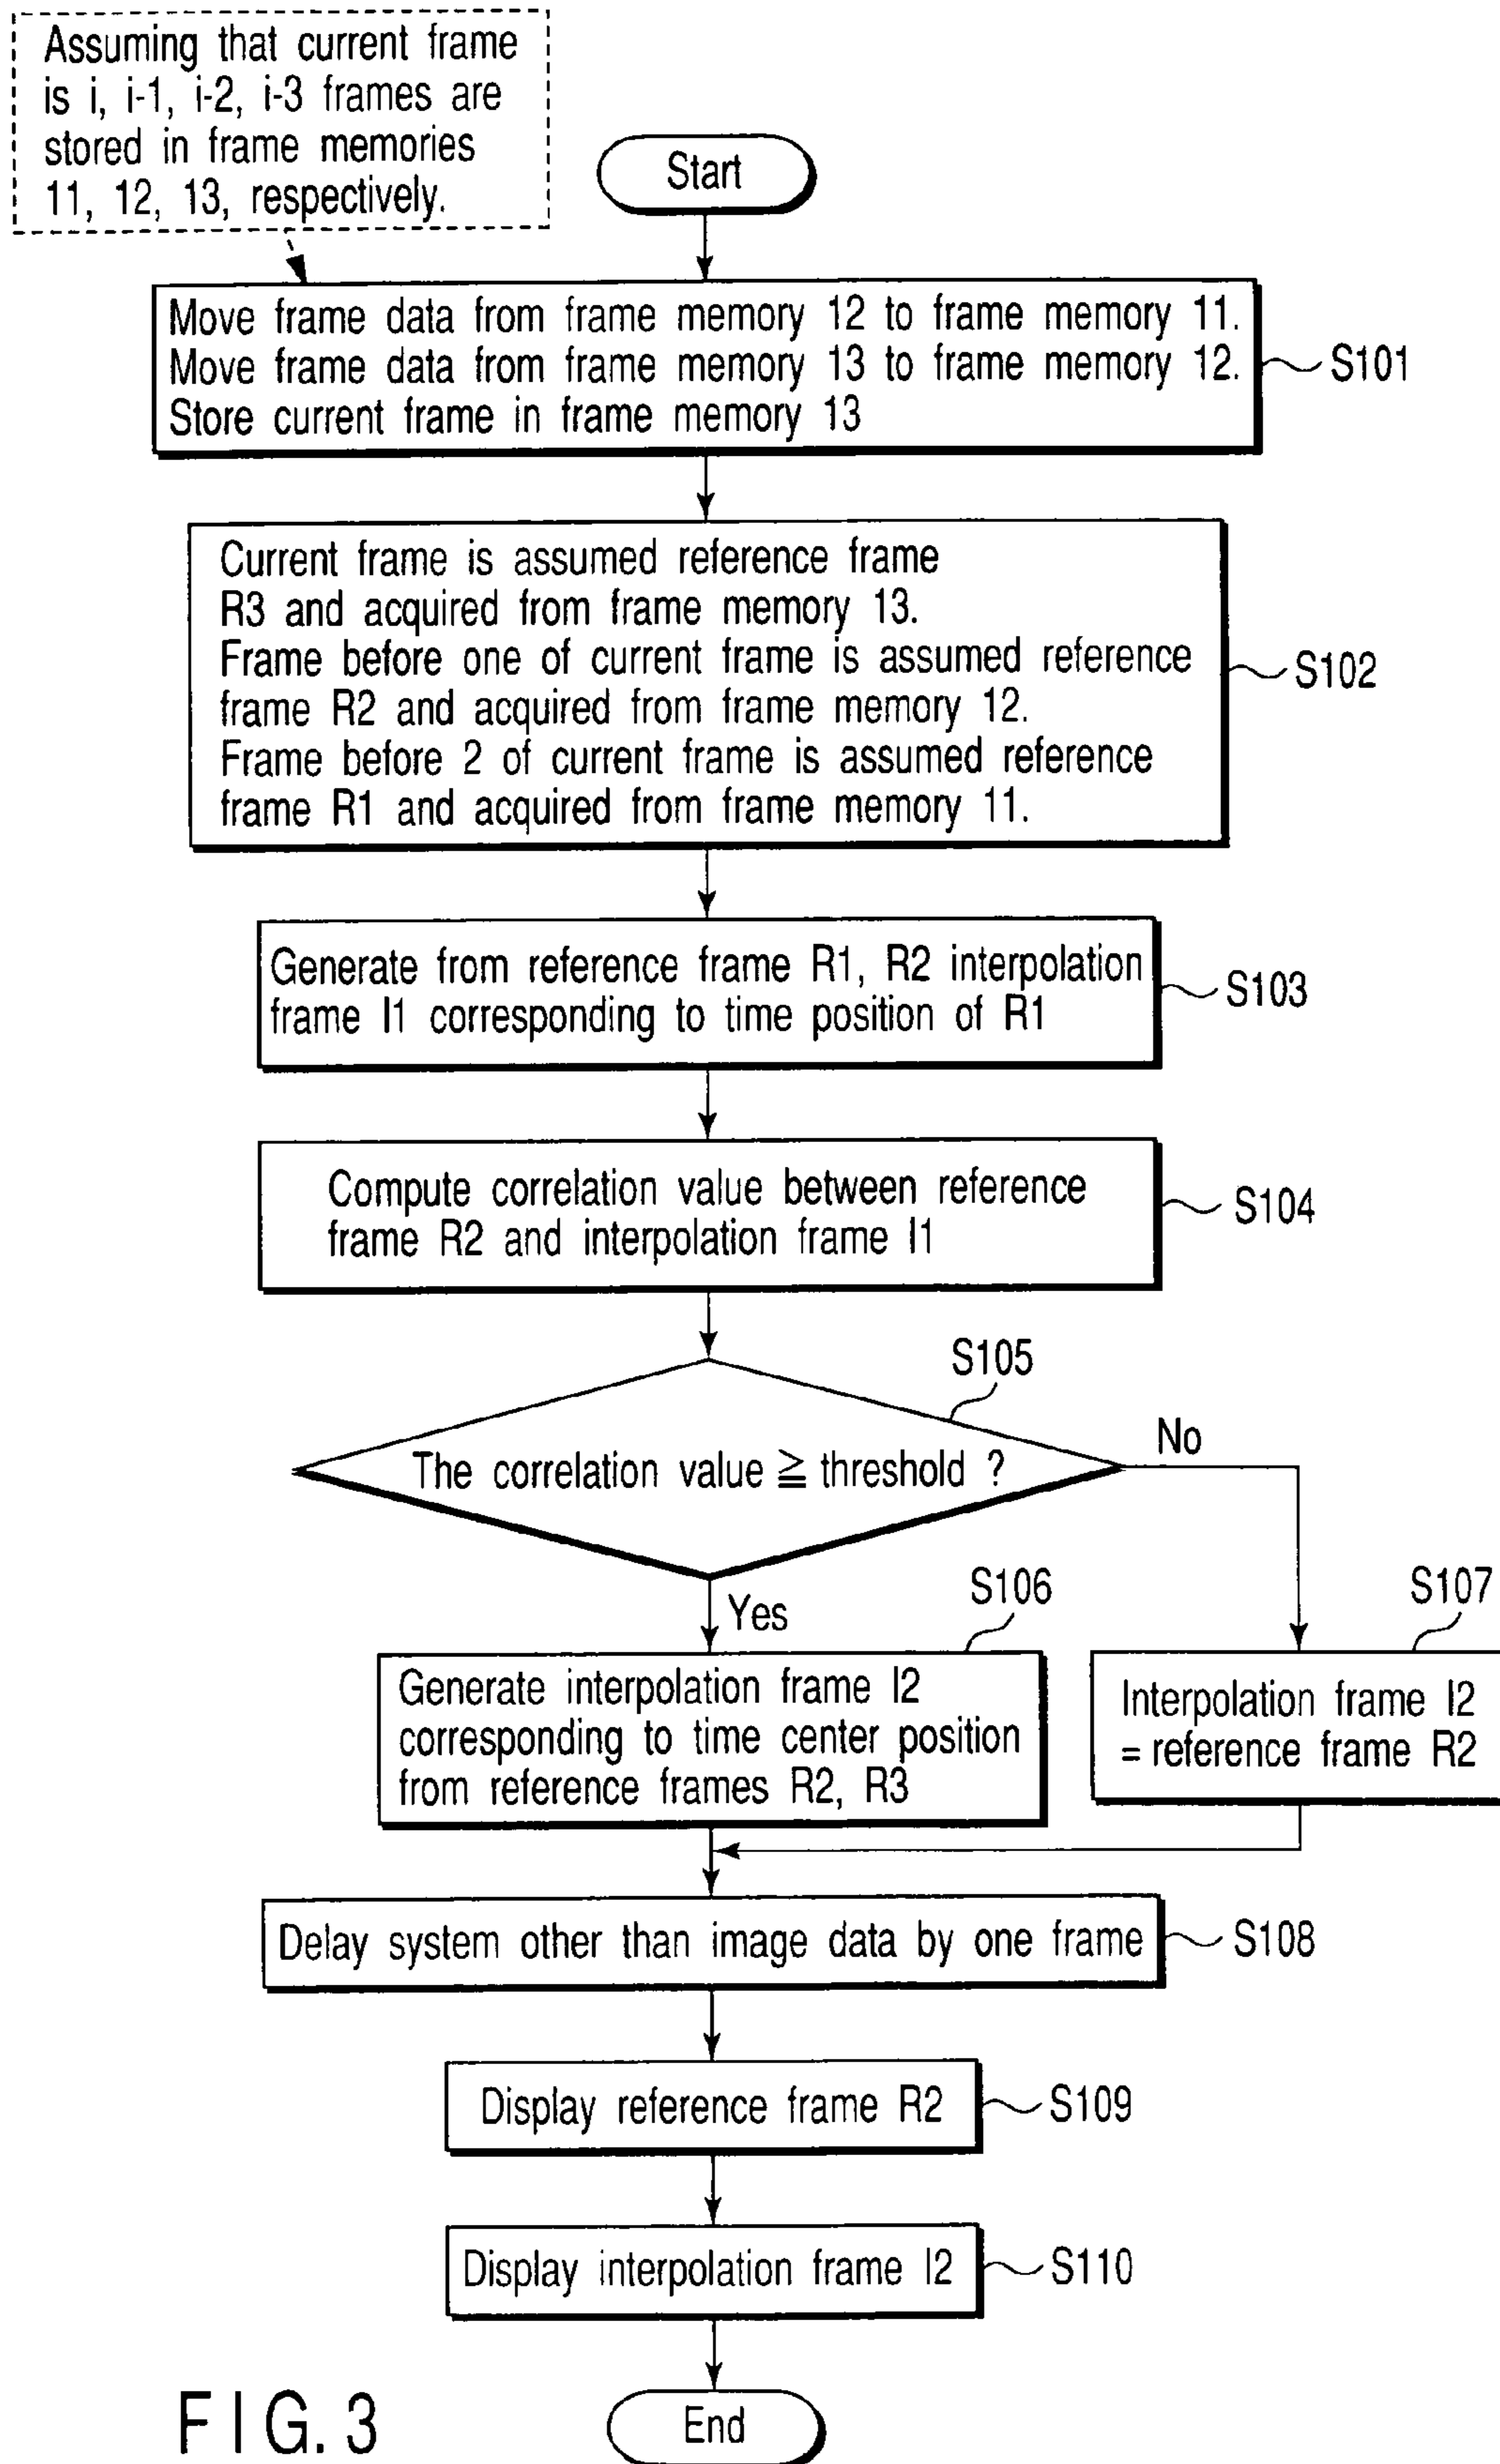 Assuming that current frame
is i, i-1, i-2, i-3 frames are
stored in frame memories
11, 12, 13, respectively.
Start
Move frame data from frame memory 12 to frame memory 11.
Move frame data from frame memory 13 to frame memory 12.
Store current frame in frame memory 13
S101
Current frame is assumed reference frame
R3 and acquired from frame memory 13.
Frame before one of current frame is assumed reference
frame R2 and acquired from frame memory 12.
Frame before 2 of current frame is assumed reference
frame R1 and acquired from frame memory 11.
S102
Generate from reference frame R1, R2 interpolation
frame I1 corresponding to time position of R1
S103
Compute correlation value between reference
frame R2 and interpolation frame I1
S104
S105
The correlation value ≧ threshold ?
No
Yes
S106
Generate interpolation frame I2
corresponding to time center position
from reference frames R2, R3
S107
Interpolation frame I2
= reference frame R2
Delay system other than image data by one frame
S108
Display reference frame R2
S109
Display interpolation frame I2
S110
End
FIG. 3